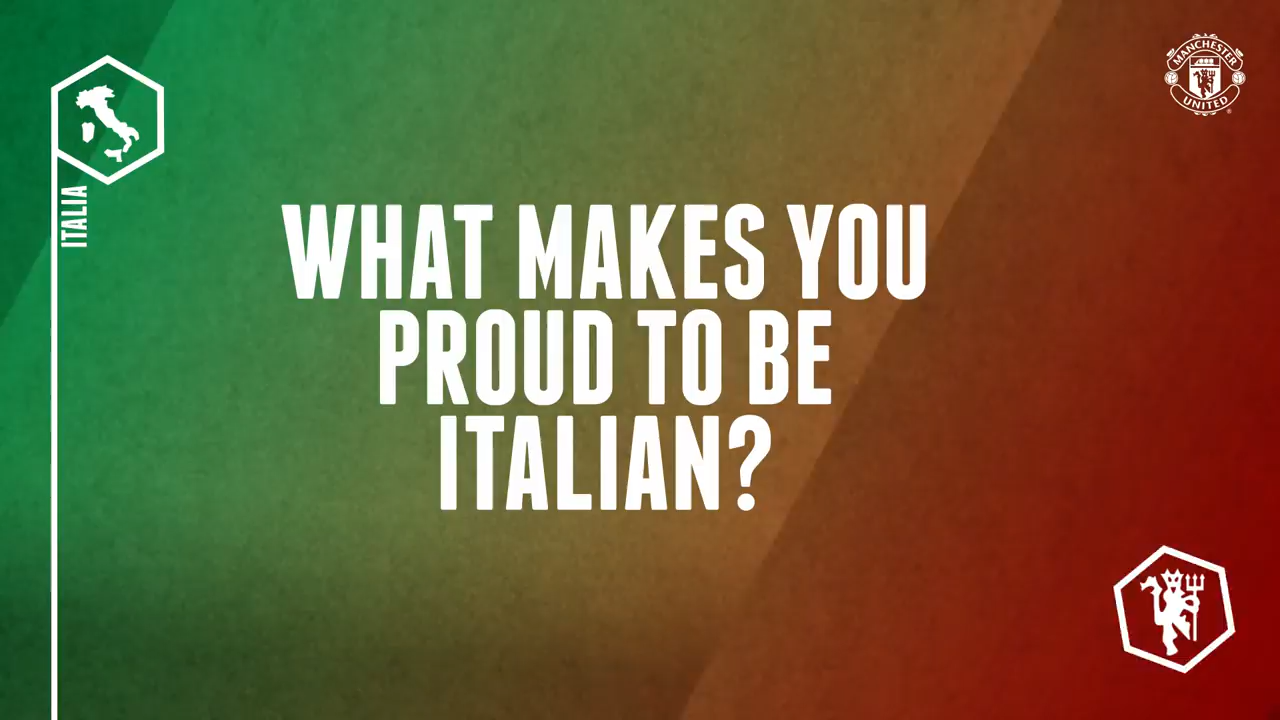 ITALIA
MANCHESTER
UNITED
WHAT MAKES YOU
PROUD TO BE
ITALIAN?